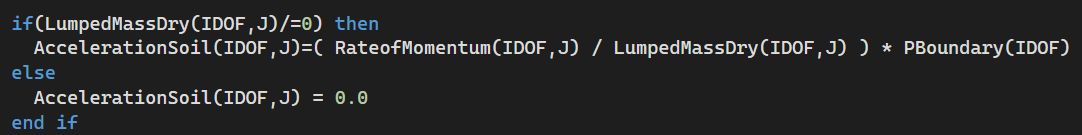 if(LumpedMassDry(IDOF,J)/=0) then
  AccelerationSoil(IDOF,J)=( RateofMomentum(IDOF,J) / LumpedMassDry(IDOF,J) ) * PBoundary(IDOF)
else
  AccelerationSoil(IDOF,J) = 0.0
end if